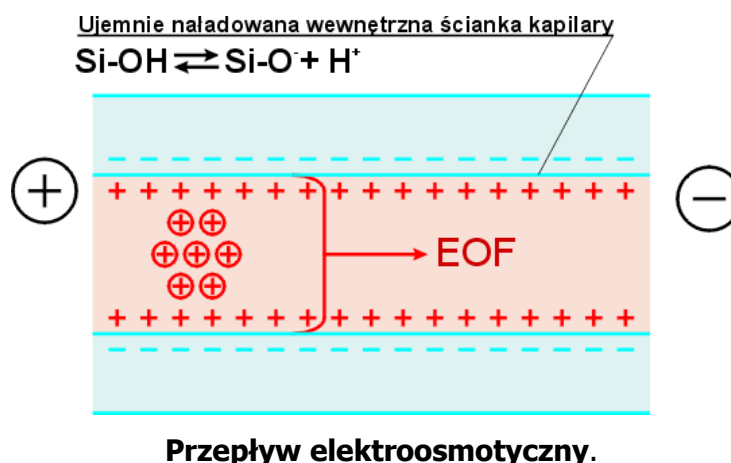 Ujemnie naładowana wewnętrzna ścianka kapilary
Si-OH⇄Si-O⁻+ H⁺
EOF
Przepływ elektroosmotyczny.